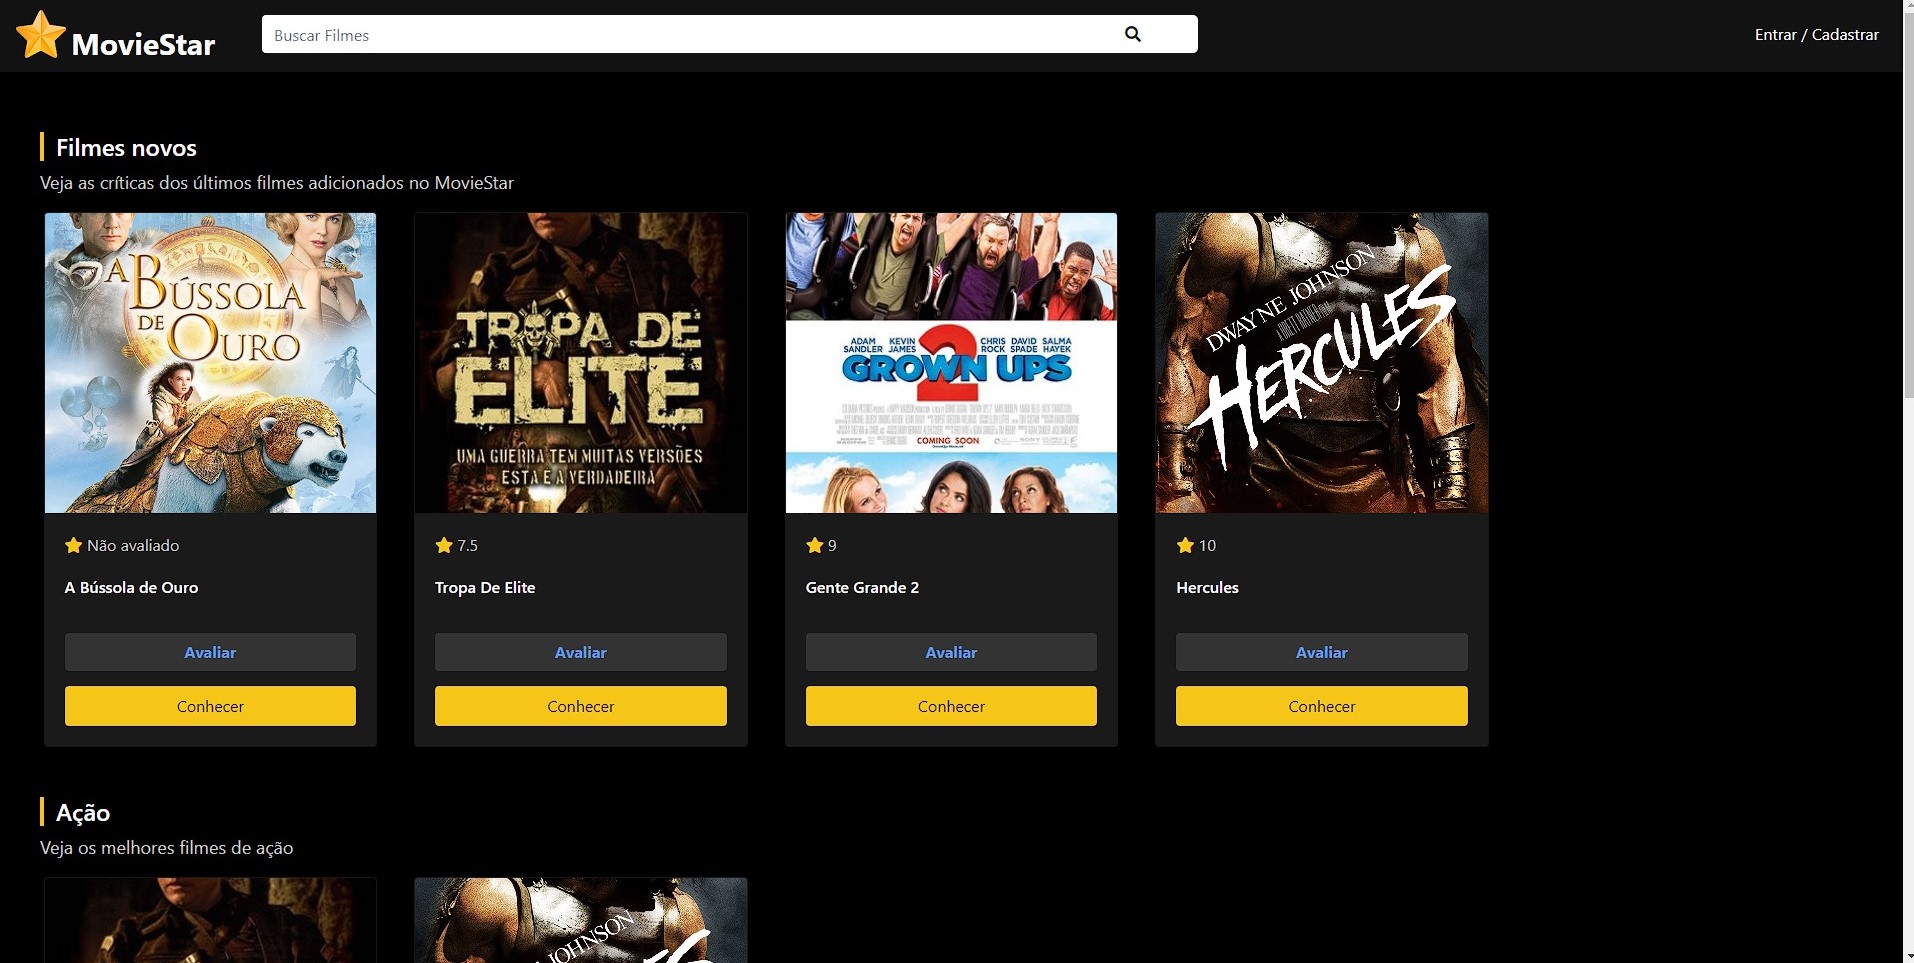 MovieStar
Buscar Filmes
Entrar / Cadastrar
Filmes novos
Veja as críticas dos últimos filmes adicionados no MovieStar
A BÚSSOLA
DE OURO
TROPA DE
ELITE
UMA GUERRA TEM MUITAS VERSÕES
ESTA É A VERDADEIRA
ADAM SANDLER KEVIN JAMES CHRIS ROCK DAVID SPADE SALMA HAYEK
GROWN UPS 2
COMING SOON
DWAYNE JOHNSON
HERCULES
Não avaliado
7.5
9
10
A Bússola de Ouro
Tropa De Elite
Gente Grande 2
Hercules
Avaliar
Avaliar
Avaliar
Avaliar
Conhecer
Conhecer
Conhecer
Conhecer
Ação
Veja os melhores filmes de ação
JOHNSON